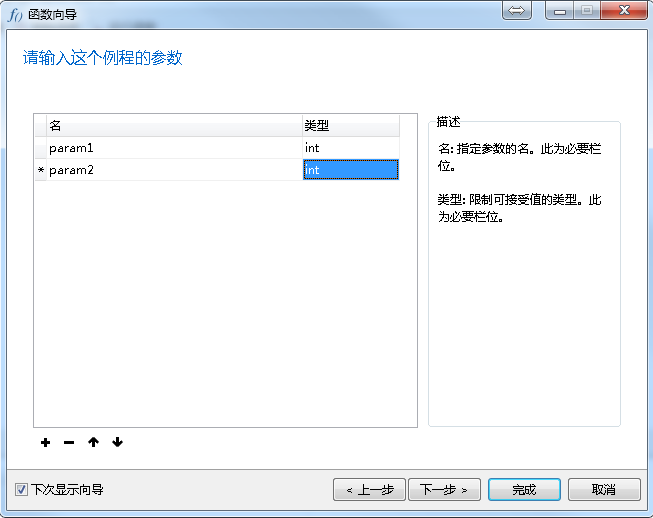 函数向导
请输入这个例程的参数
名 类型
param1 int
* param2 int
描述
名: 指定参数的名。此为必要栏
位。
类型: 限制可接受值的类型。此
为必要栏位。
下次显示向导
< 上一步 下一步 > 完成 取消